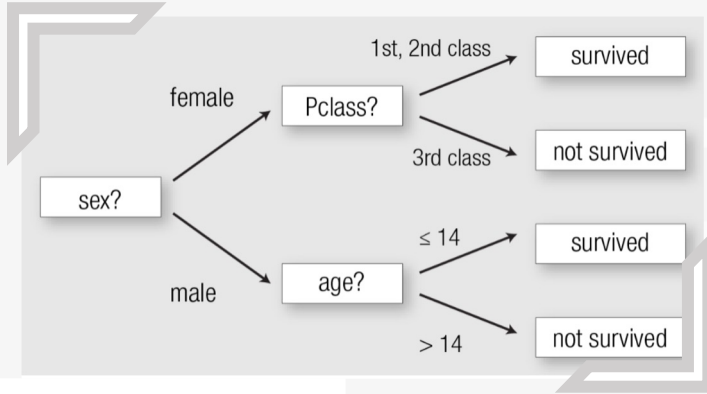 sex?
female
male
Pclass?
1st, 2nd class
3rd class
survived
not survived
age?
≤ 14
> 14
survived
not survived